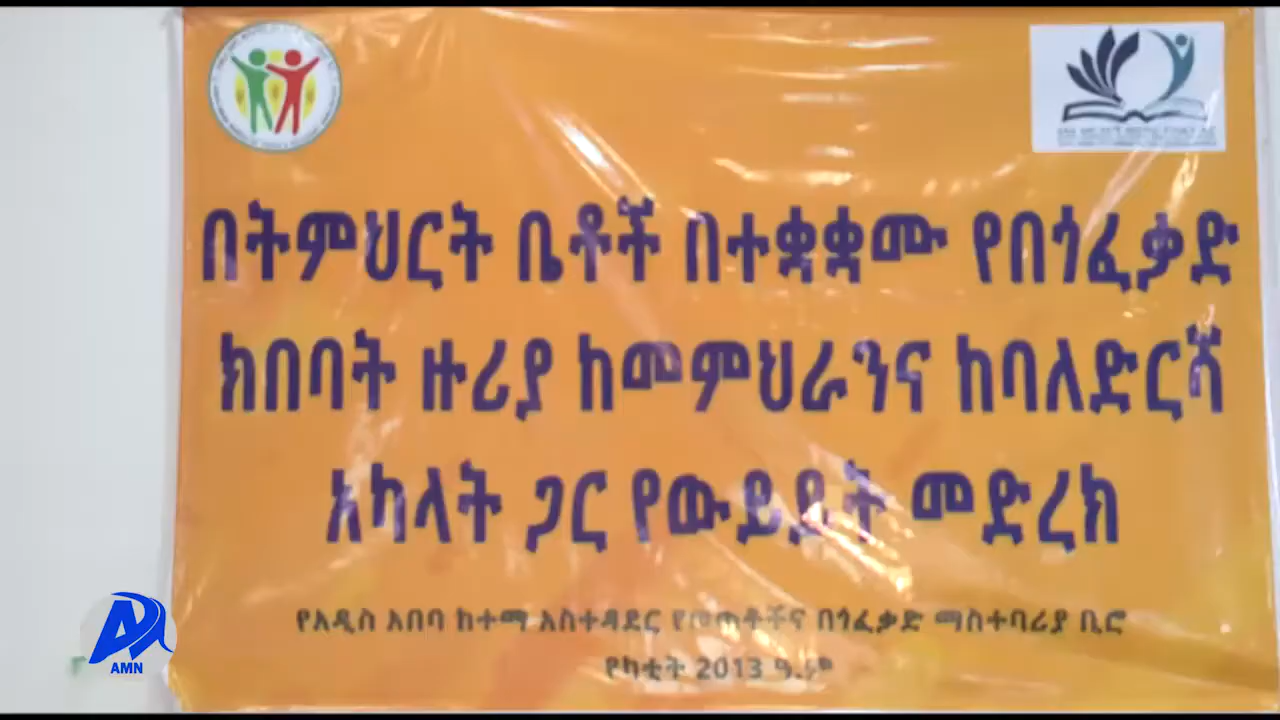 በትምህርት ቤቶች በተቋቋሙ የበጎፈቃድ
ክበባት ዙሪያ ከመምህራንና ከባለድርሻ
አካላት ጋር የውይይት መድረክ
የአዲስ አበባ ከተማ አስተዳደር የወጣቶችና በጎፈቃድ ማስተባሪያ ቢሮ
የካቲት 2013 ዓ.ም
AMN